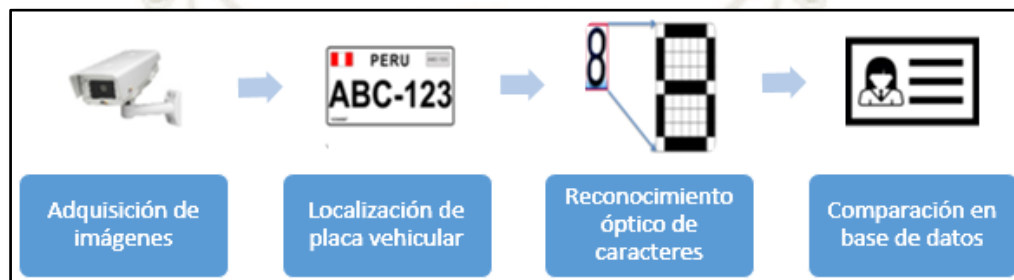 PERU
ABC-123
8
Adquisición de
imágenes
Localización de
placa vehicular
Reconocimiento
óptico de
caracteres
Comparación en
base de datos